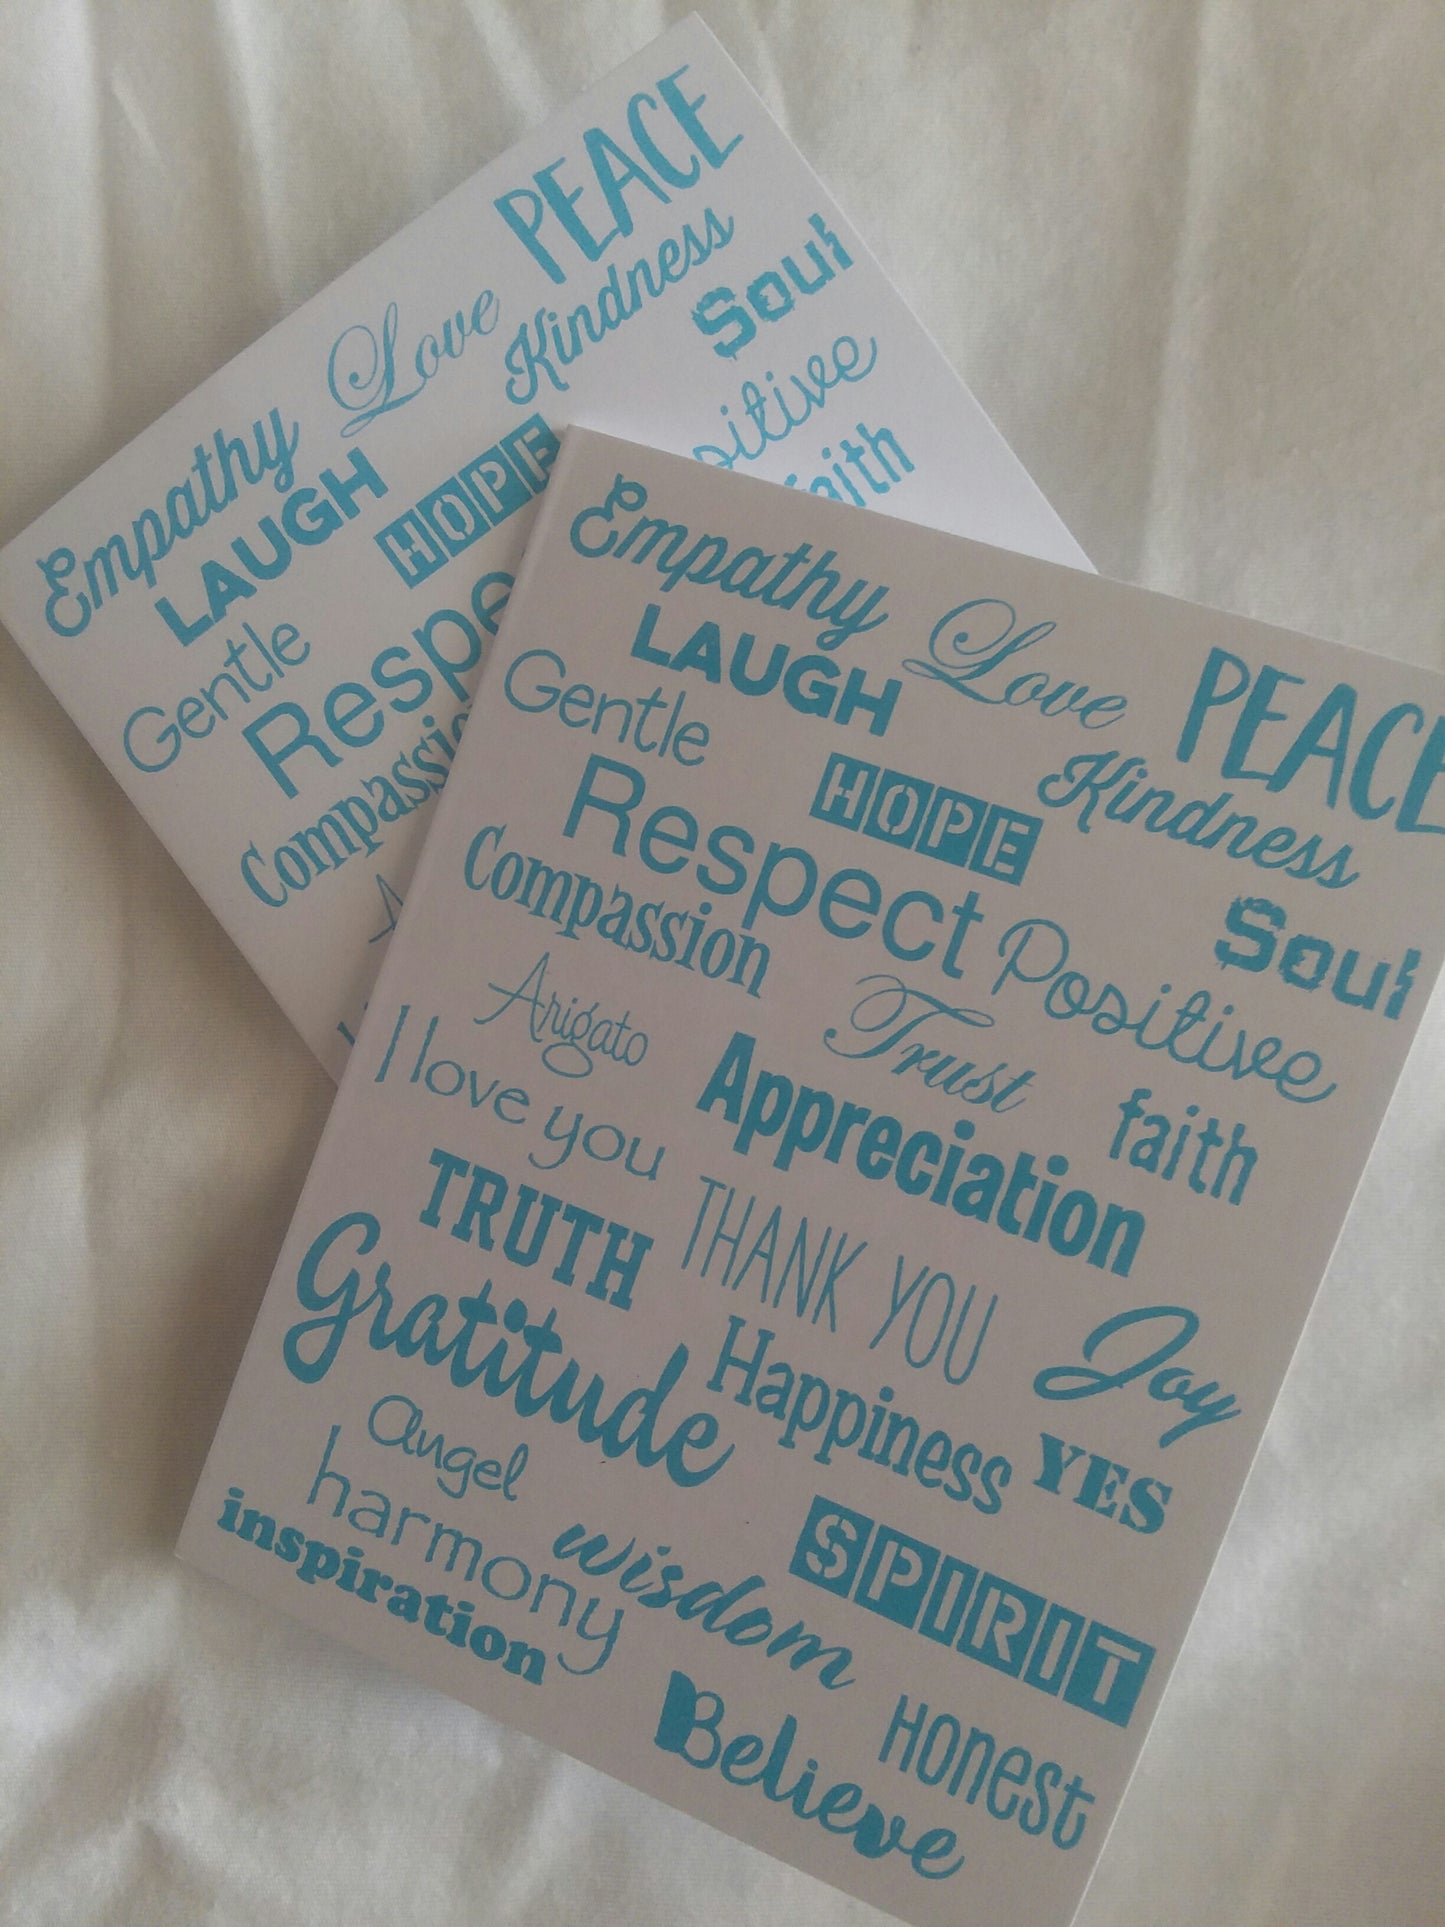 PEACE
Love
Kindness
Soul
Empathy
LAUGH
HOPE
ositive
faith
Gentle
Respe
Compassio
Empathy
Love
PEACE
LAUGH
Kindness
Gentle
HOPE
Respect
Soul
Compassion
Positive
Arigato
Trust
I love you
Appreciation
faith
TRUTH
THANK YOU
Gratitude
Happiness
Joy
angel
YES
harmony
wisdom
SPIRIT
inspiration
Believe
Honest